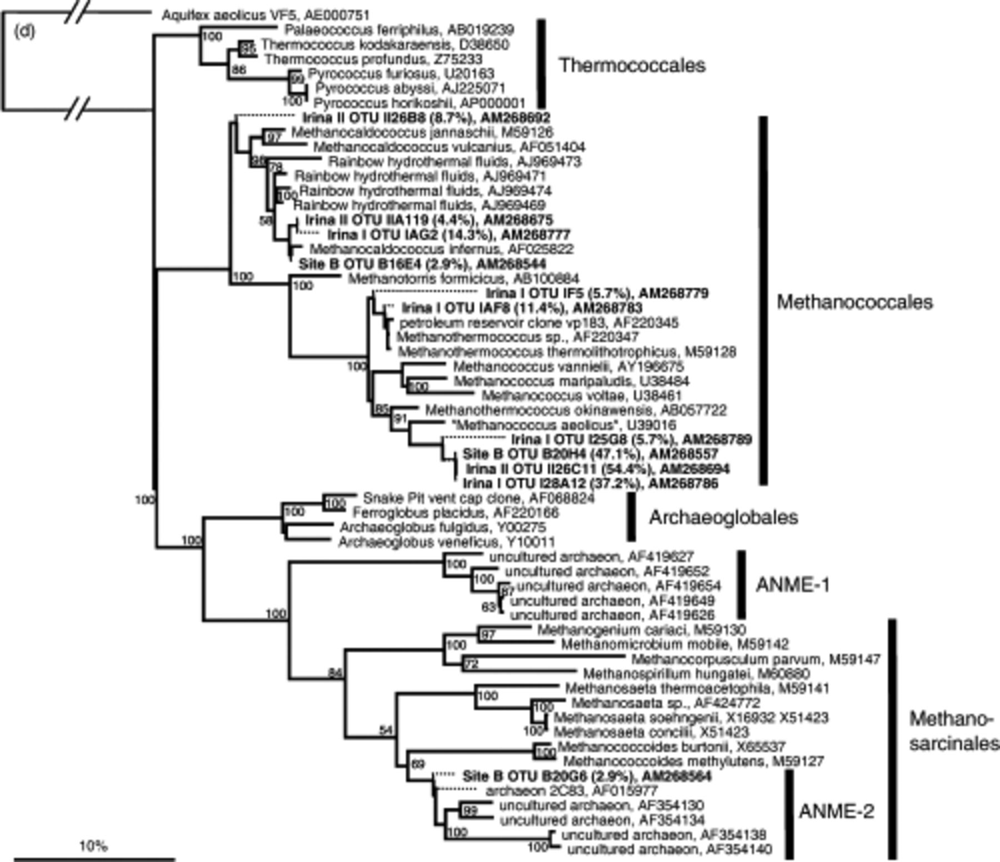 (d)
Aquifex aeolicus VF5, AE000751
Palaeococcus ferriphilus, AB019239
100
Thermococcus kodakaraensis, D38650
95
Thermococcus profundus, Z75233
86
Pyrococcus furiosus, U20163
99
Pyrococcus abyssi, AJ225071
100
Pyrococcus horikoshii, AP000001
Thermococcales
Irina II OTU II26B8 (8.7%), AM268692
Methanocaldococcus jannaschii, M59126
97
Methanocaldococcus vulcanius, AF051404
Rainbow hydrothermal fluids, AJ969473
98
78
Rainbow hydrothermal fluids, AJ969471
Rainbow hydrothermal fluids, AJ969474
100
Rainbow hydrothermal fluids, AJ969469
58
Irina II OTU IIA119 (4.4%), AM268675
Irina I OTU IAG2 (14.3%), AM268777
Methanocaldococcus infernus, AF025822
Site B OTU B16E4 (2.9%), AM268544
100
Methanotorris formicicus, AB100884
100
Irina I OTU IF5 (5.7%), AM268779
Irina I OTU IAF8 (11.4%), AM268783
Methanococcales
petroleum reservoir clone vp183, AF220345
Methanothermococcus sp., AF220347
Methanothermococcus thermolithotrophicus, M59128
100
Methanococcus vannielii, AY196675
Methanococcus maripaludis, U38484
100
Methanococcus voltae, U38461
85
Methanothermococcus okinawensis, AB057722
91
"Methanococcus aeolicus", U39016
Irina I OTU I25G8 (5.7%), AM268789
Site B OTU B20H4 (47.1%), AM268557
Irina II OTU II26C11 (54.4%), AM268694
Irina I OTU I28A12 (37.2%), AM268786
100
Snake Pit vent cap clone, AF068824
100
100
Ferroglobus placidus, AF220166
Archaeoglobales
Archaeoglobus fulgidus, Y00275
100
Archaeoglobus veneficus, Y10011
uncultured archaeon, AF419627
100
uncultured archaeon, AF419652
100
uncultured archaeon, AF419654
87
ANME-1
uncultured archaeon, AF419649
63
uncultured archaeon, AF419626
100
Methanogenium cariaci, M59130
97
Methanomicrobium mobile, M59142
100
Methanocorpusculum parvum, M59147
72
Methanospirillum hungatei, M60880
84
Methanosaeta thermoacetophila, M59141
100
Methanosaeta sp., AF424772
100
Methanosaeta soehngenii, X16932 X51423
100
Methanosaeta concilii, X51423
54
Methano-
sarcinales
Methanococcoides burtonii, X65537
100
Methanococcoides methylutens, M59127
69
Site B OTU B20G6 (2.9%), AM268564
archaeon 2C83, AF015977
uncultured archaeon, AF354130
99
ANME-2
uncultured archaeon, AF354134
100
uncultured archaeon, AF354138
100
uncultured archaeon, AF354140
10%